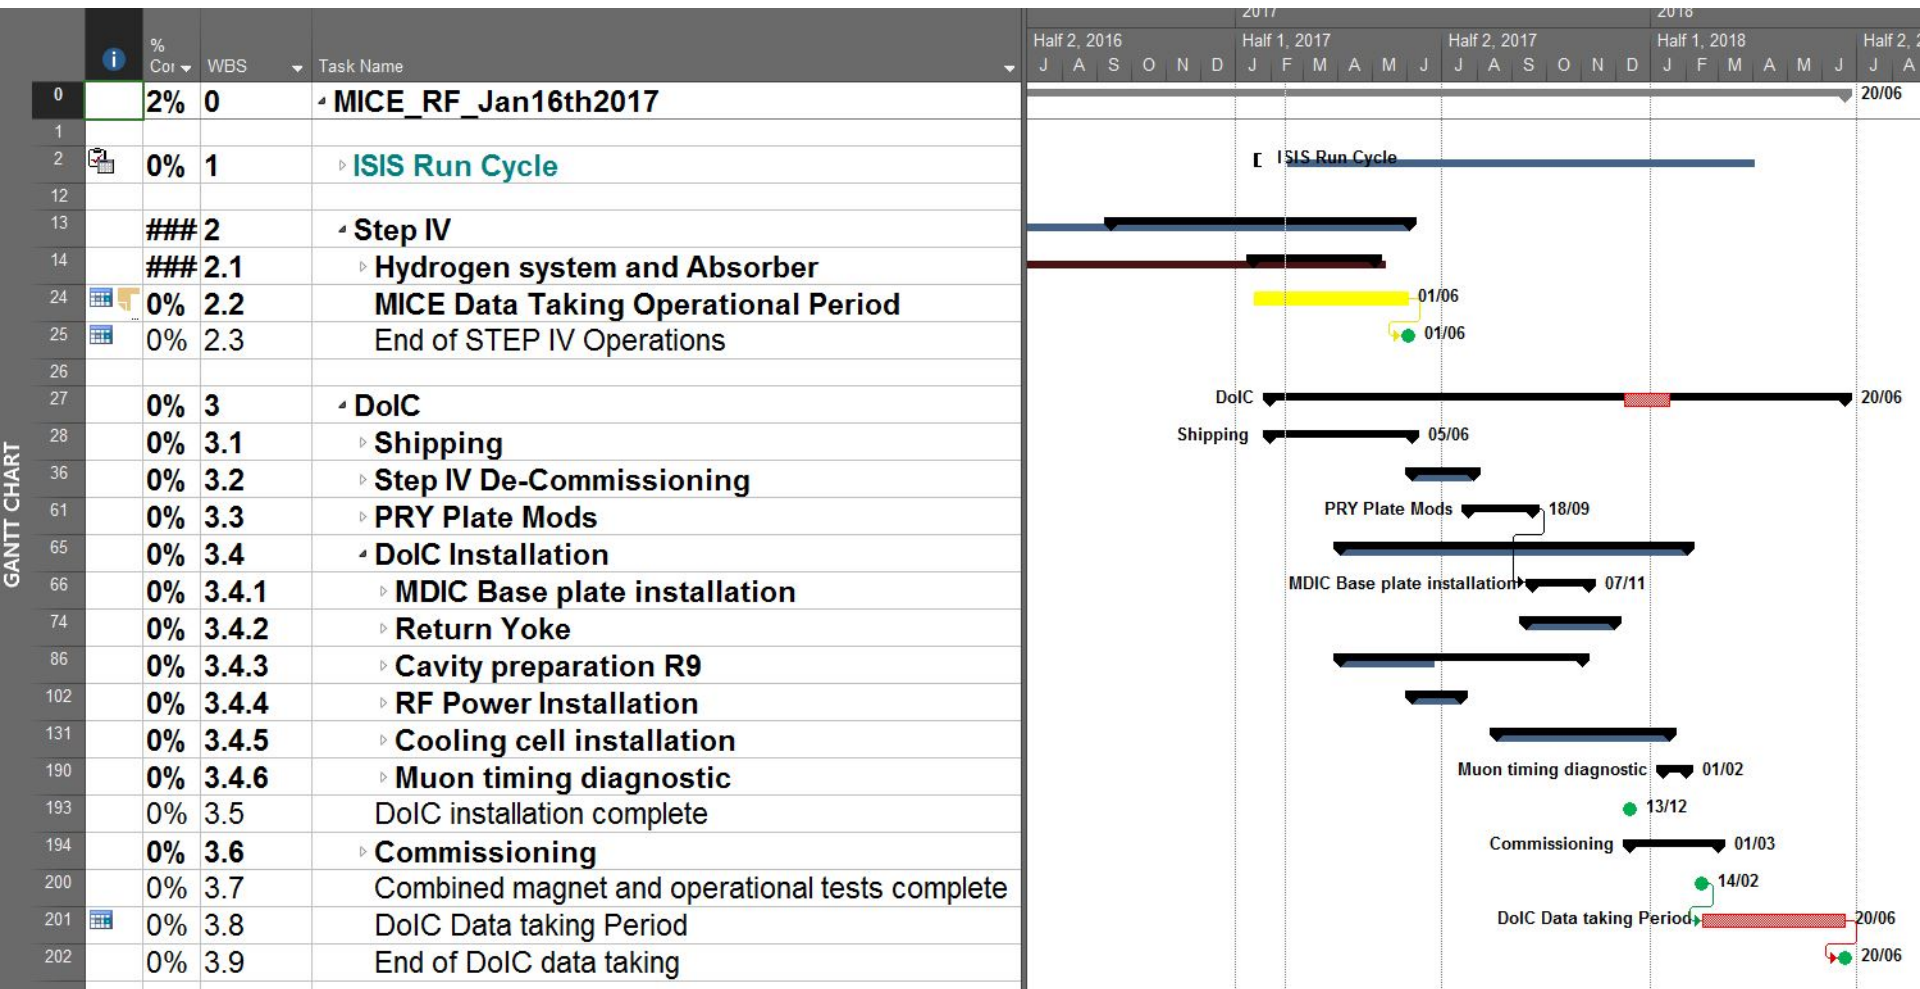 2017 2018
% Half 2, 2016 Half 1, 2017 Half 2, 2017 Half 1, 2018 Half 2, 2
i Cor WBS Task Name J A S O N D J F M A M J J A S O N D J F M A M J J A
0 2% 0 MICE_RF_Jan16th2017 20/06
1
2 0% 1 ISIS Run Cycle ISIS Run Cycle
12
13 ### 2 Step IV
14 ### 2.1 Hydrogen system and Absorber
24 0% 2.2 MICE Data Taking Operational Period 01/06
25 0% 2.3 End of STEP IV Operations 01/06
26
27 0% 3 DoIC DoIC 20/06
28 0% 3.1 Shipping Shipping 05/06
36 0% 3.2 Step IV De-Commissioning
61 0% 3.3 PRY Plate Mods PRY Plate Mods 18/09
65 0% 3.4 DoIC Installation
66 0% 3.4.1 MDIC Base plate installation MDIC Base plate installation 07/11
74 0% 3.4.2 Return Yoke
86 0% 3.4.3 Cavity preparation R9
102 0% 3.4.4 RF Power Installation
131 0% 3.4.5 Cooling cell installation
190 0% 3.4.6 Muon timing diagnostic Muon timing diagnostic 01/02
193 0% 3.5 DoIC installation complete 13/12
194 0% 3.6 Commissioning Commissioning 01/03
200 0% 3.7 Combined magnet and operational tests complete 14/02
201 0% 3.8 DoIC Data taking Period DoIC Data taking Period 20/06
202 0% 3.9 End of DoIC data taking 20/06
GANTT CHART